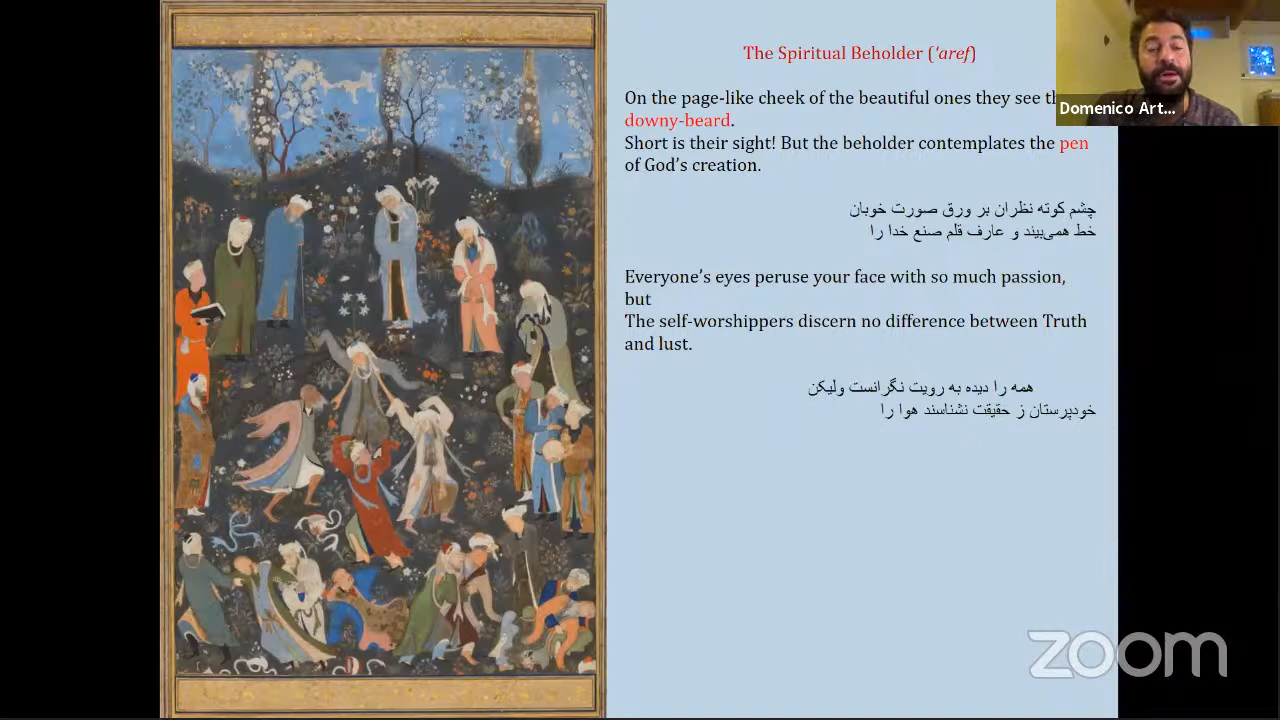 The Spiritual Beholder (‘aref)
On the page-like cheek of the beautiful ones they see
downy-beard.
Short is their sight! But the beholder contemplates the pen
of God’s creation.
چشم کوته نظران بر ورق صورت خوبان
خط همی‌بیند و عارف قلم صنع خدا را
Everyone’s eyes peruse your face with so much passion,
but
The self-worshippers discern no difference between Truth
and lust.
همه را دیده به رویت نگرانست ولیکن
خودپرستان ز حقیقت نشناسند هوا را
Domenico Art...
zoom